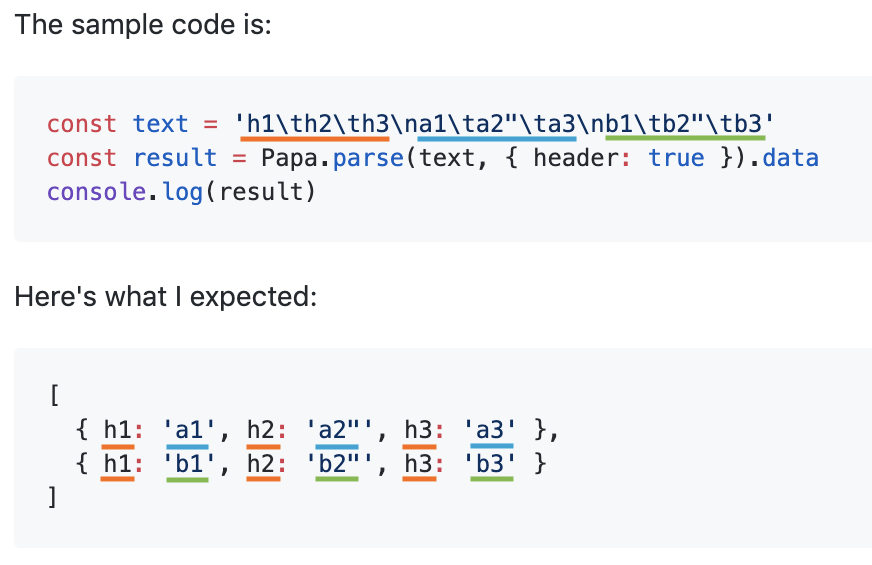 The sample code is:
const text = 'h1\th2\th3\na1\ta2"\ta3\nb1\tb2"\tb3'
const result = Papa.parse(text, { header: true }).data
console.log(result)
Here's what I expected:
[
{ h1: 'a1', h2: 'a2"', h3: 'a3' },
{ h1: 'b1', h2: 'b2"', h3: 'b3' }
]